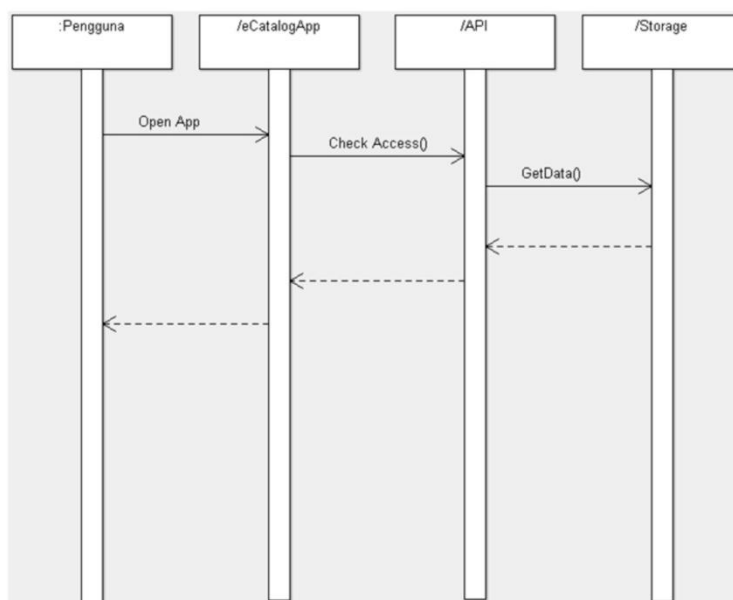 :Pengguna
/eCatalogApp
/API
/Storage
Open App
Check Access()
GetData()